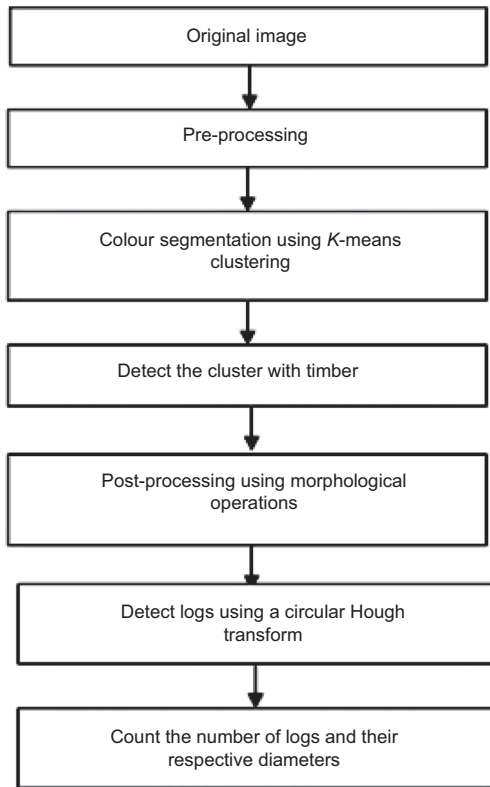 Original image
Pre-processing
Colour segmentation using K-means
clustering
Detect the cluster with timber
Post-processing using morphological
operations
Detect logs using a circular Hough
transform
Count the number of logs and their
respective diameters